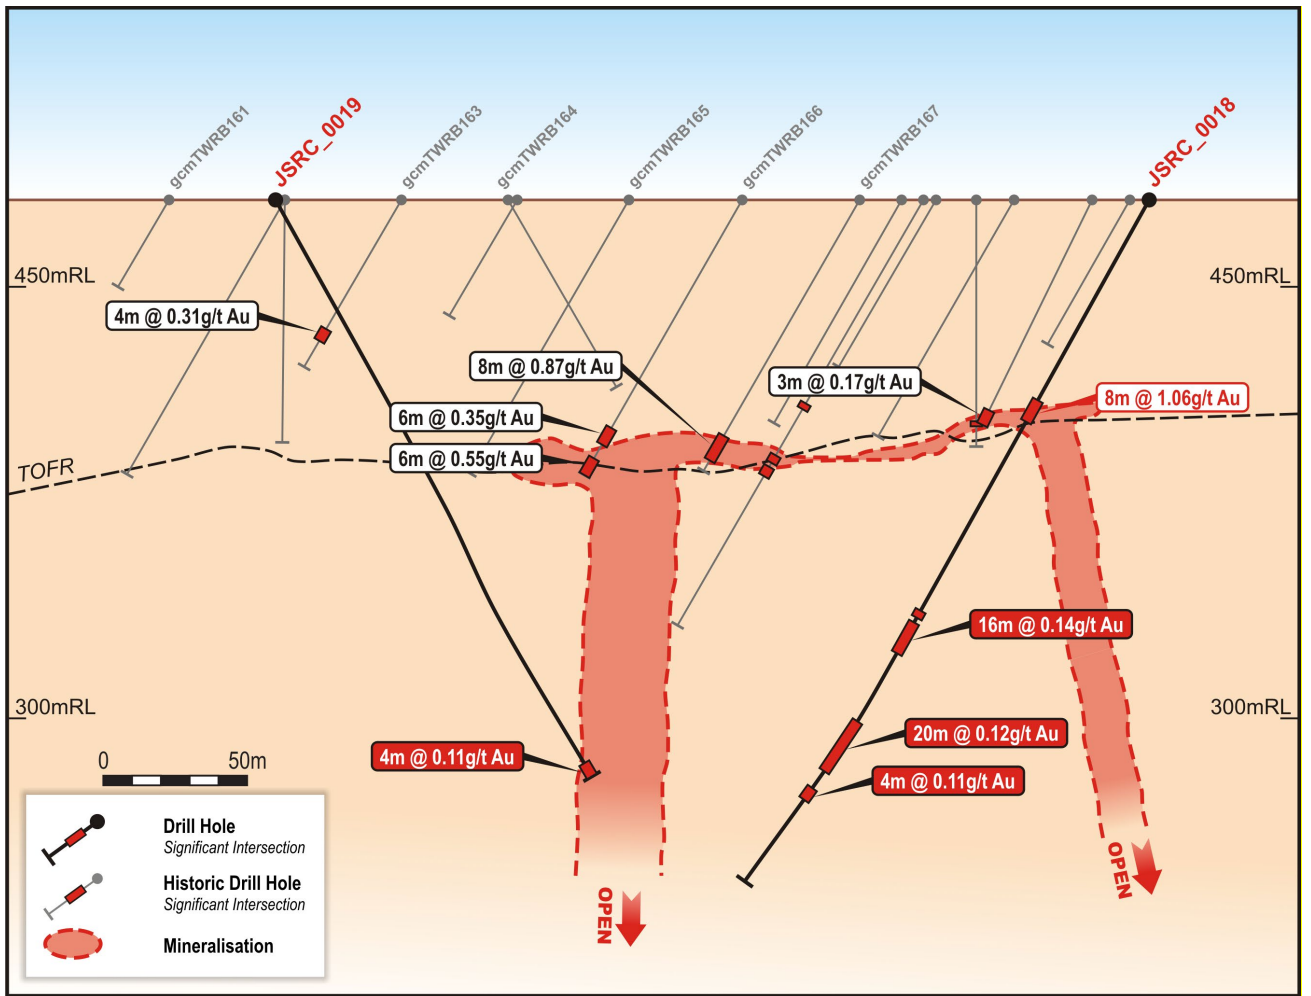 gcmTWRB161
JSRC_0019
gcmTWRB163
gcmTWRB164
gcmTWRB165
gcmTWRB166
gcmTWRB167
JSRC_0018
450mRL
450mRL
4m @ 0.31g/t Au
8m @ 0.87g/t Au
3m @ 0.17g/t Au
8m @ 1.06g/t Au
6m @ 0.35g/t Au
6m @ 0.55g/t Au
TOFR
16m @ 0.14g/t Au
300mRL
300mRL
20m @ 0.12g/t Au
4m @ 0.11g/t Au
4m @ 0.11g/t Au
0 50m
Drill Hole
Significant Intersection
Historic Drill Hole
Significant Intersection
Mineralisation
OPEN
OPEN